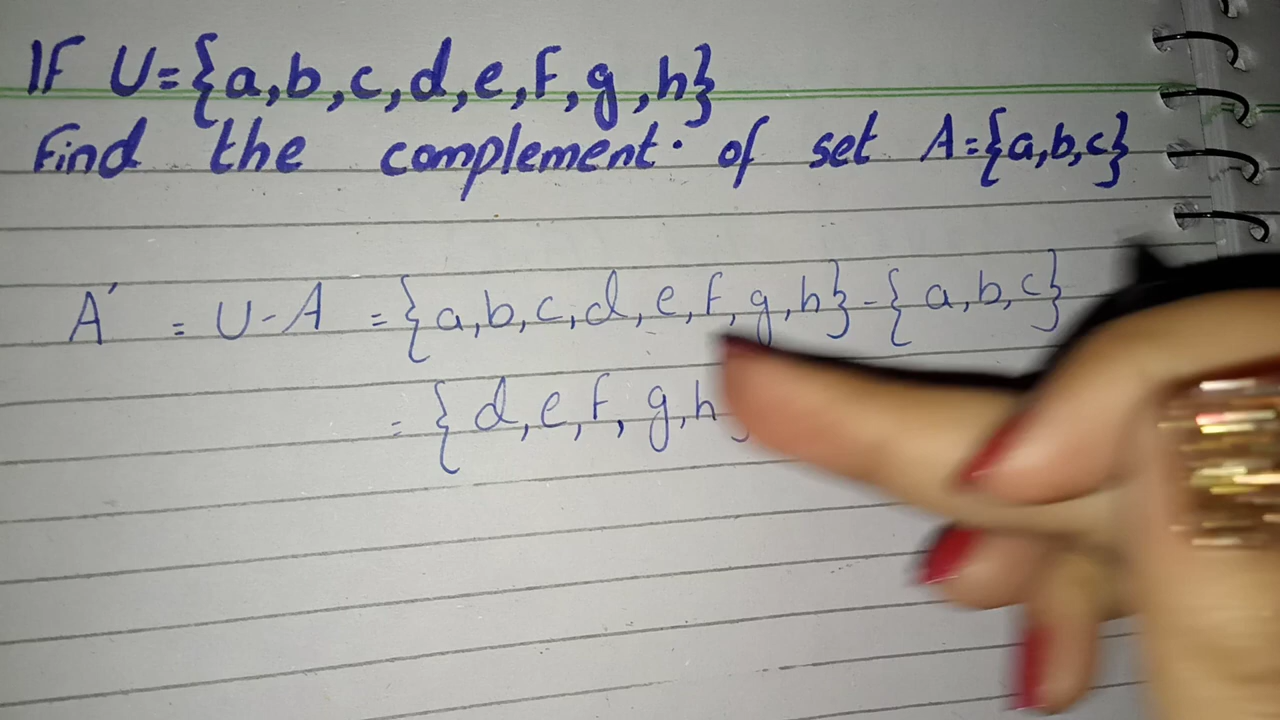 If U={a,b,c,d,e,f,g,h}
Find the complement. of set A={a,b,c}
A' = U-A = {a,b,c,d,e,f,g,h}-{a,b,c}
= {d,e,f,g,h}